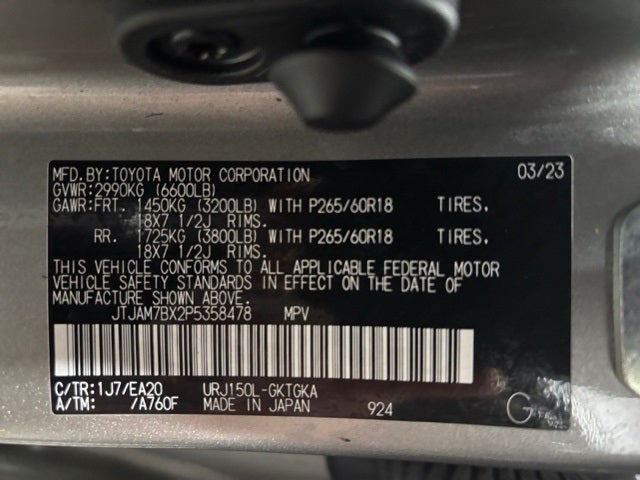 MFD.BY:TOYOTA MOTOR CORPORATION 03/23
GVWR:2990KG (6600LB)
GAWR:FRT. 1450KG (3200LB) WITH P265/60R18 TIRES,
18X7 1/2J RIMS.
RR. 1725KG (3800LB) WITH P265/60R18 TIRES,
18X7 1/2J RIMS.
THIS VEHICLE CONFORMS TO ALL APPLICABLE FEDERAL MOTOR
VEHICLE SAFETY STANDARDS IN EFFECT ON THE DATE OF
MANUFACTURE SHOWN ABOVE.
JTJAM7BX2P5358478 MPV
C/TR:1J7/EA20 URJ150L-GKTGKA
A/TM: /A760F MADE IN JAPAN 924 G